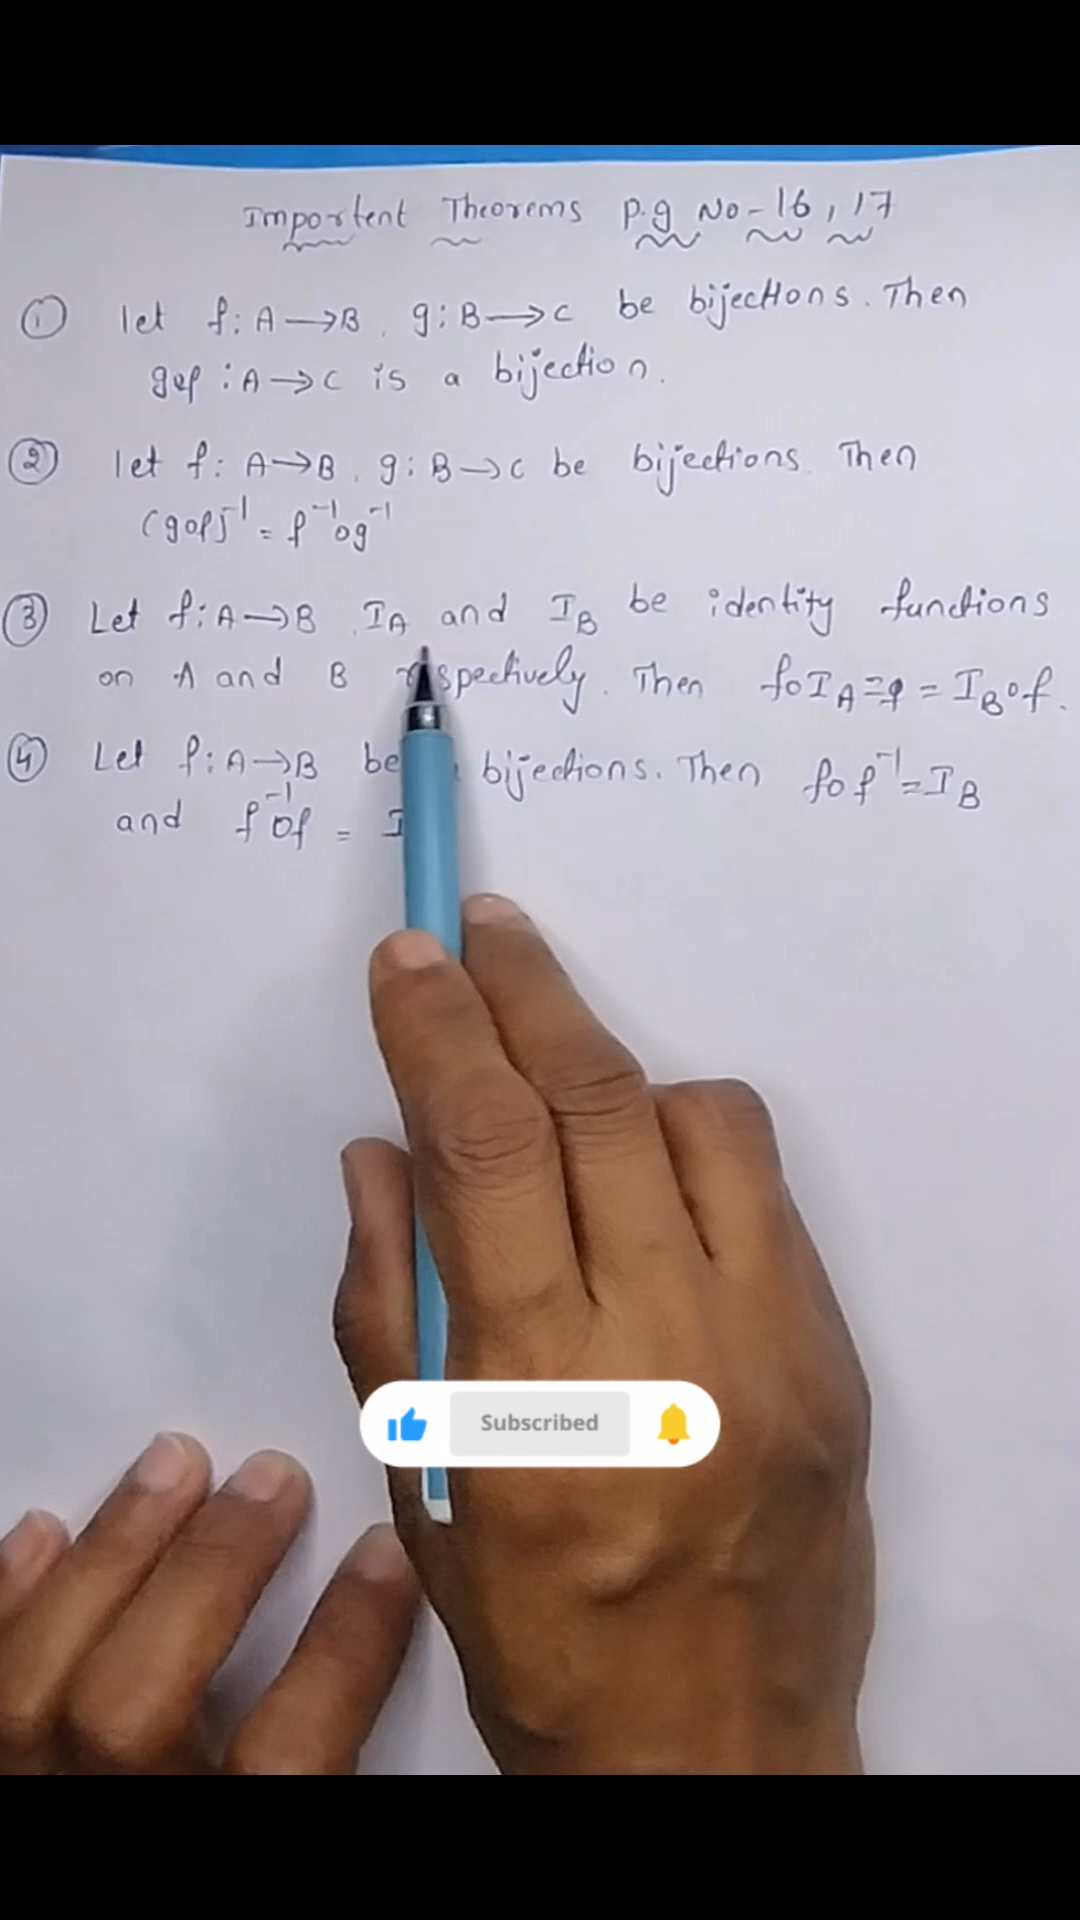 Importent Theorems P.g No-16, 17
① let f: A→B, g: B→C be bijections. Then
gof : A→C is a bijection.
② let f: A→B, g: B→C be bijections. Then
(gof)⁻¹ = f⁻¹og⁻¹
③ Let f: A→B, I_A and I_B be identity functions
on A and B respectively. Then foI_A = f = I_Bof.
④ Let f: A→B be bijections. Then fof⁻¹ = I_B
and f⁻¹of = I
Subscribed